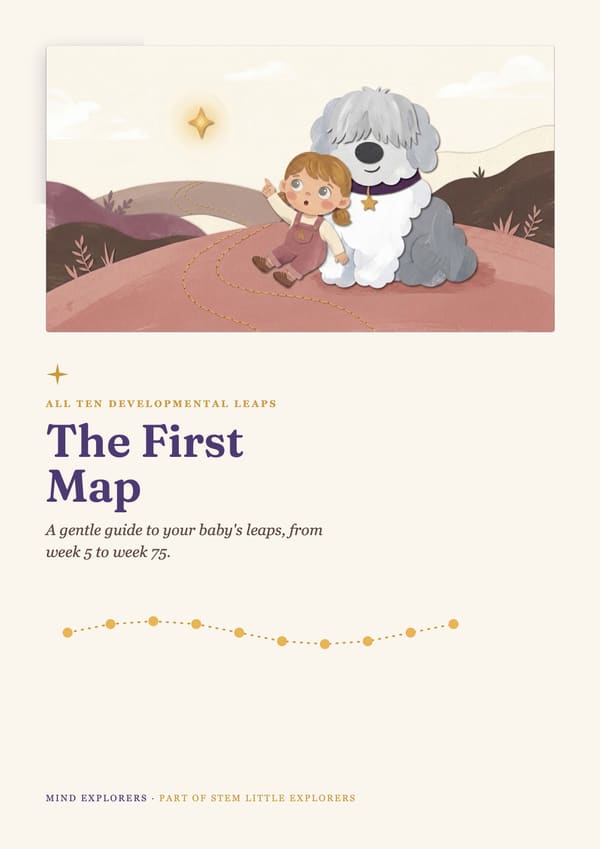 ALL TEN DEVELOPMENTAL LEAPS
The First
Map
A gentle guide to your baby's leaps, from
week 5 to week 75.
MIND EXPLORERS · PART OF STEM LITTLE EXPLORERS